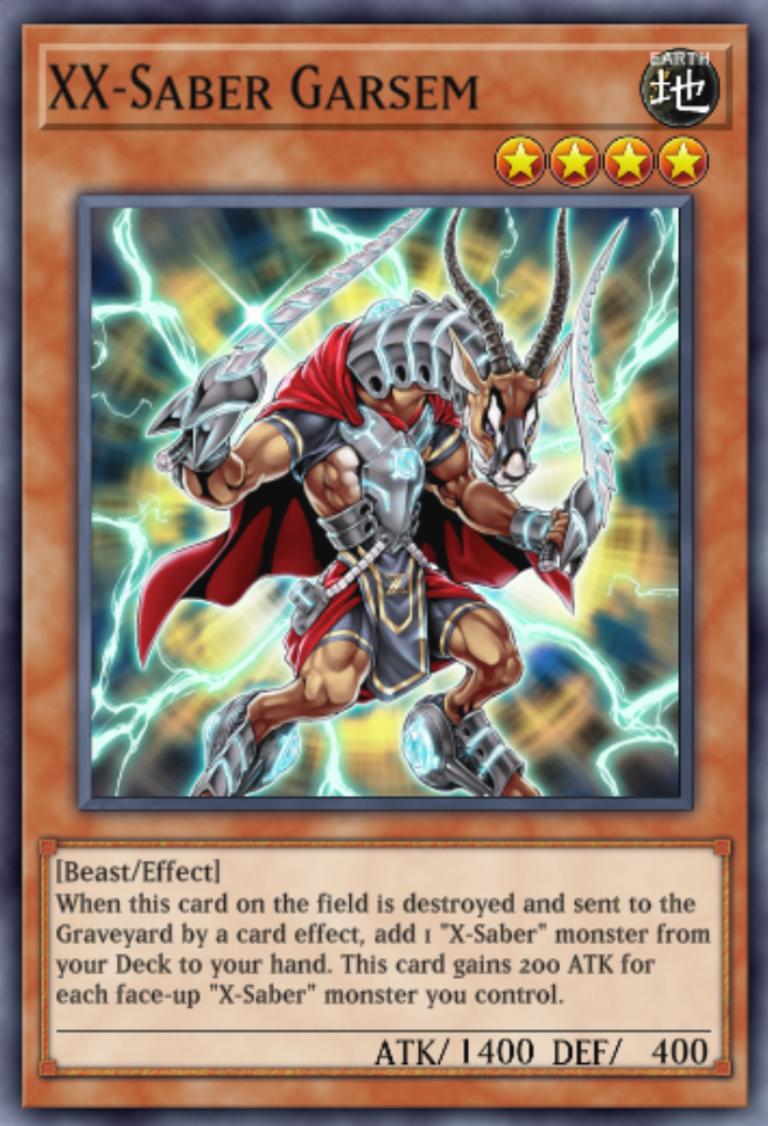 XX-Saber Garsem
EARTH
地
[Beast/Effect]
When this card on the field is destroyed and sent to the
Graveyard by a card effect, add 1 "X-Saber" monster from
your Deck to your hand. This card gains 200 ATK for
each face-up "X-Saber" monster you control.
ATK/ 1400 DEF/ 400